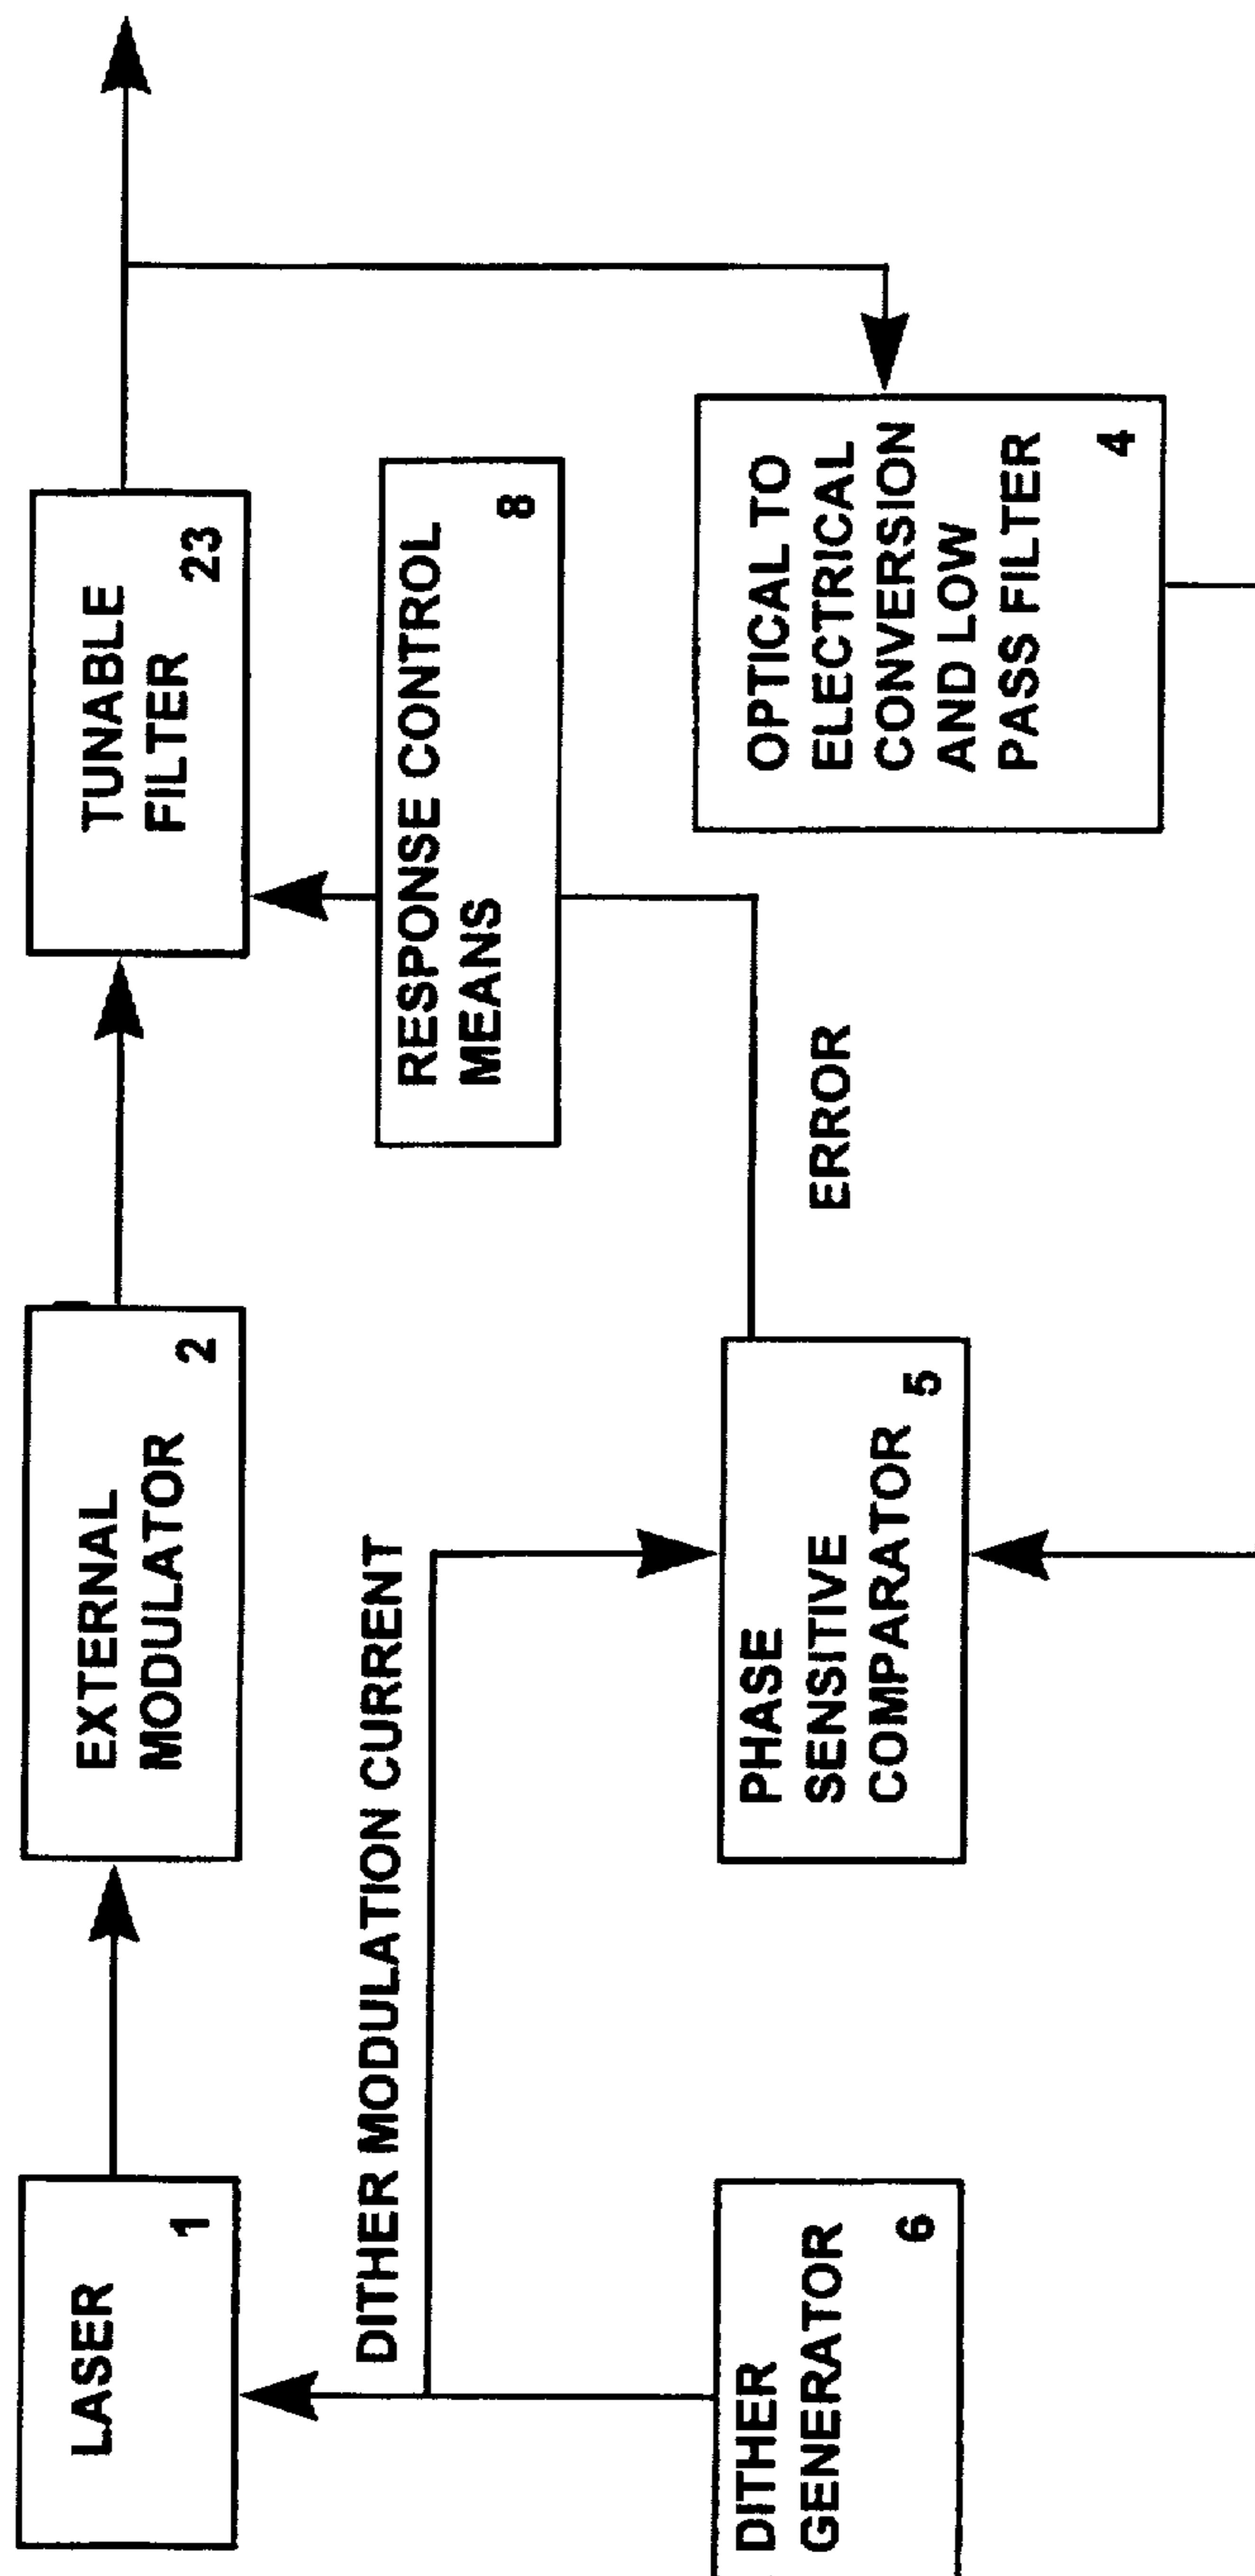 LASER
1
EXTERNAL
MODULATOR
2
TUNABLE
FILTER
23
DITHER MODULATION CURRENT
RESPONSE CONTROL
MEANS
8
DITHER
GENERATOR
6
PHASE
SENSITIVE
COMPARATOR
5
ERROR
OPTICAL TO
ELECTRICAL
CONVERSION
AND LOW
PASS FILTER
4